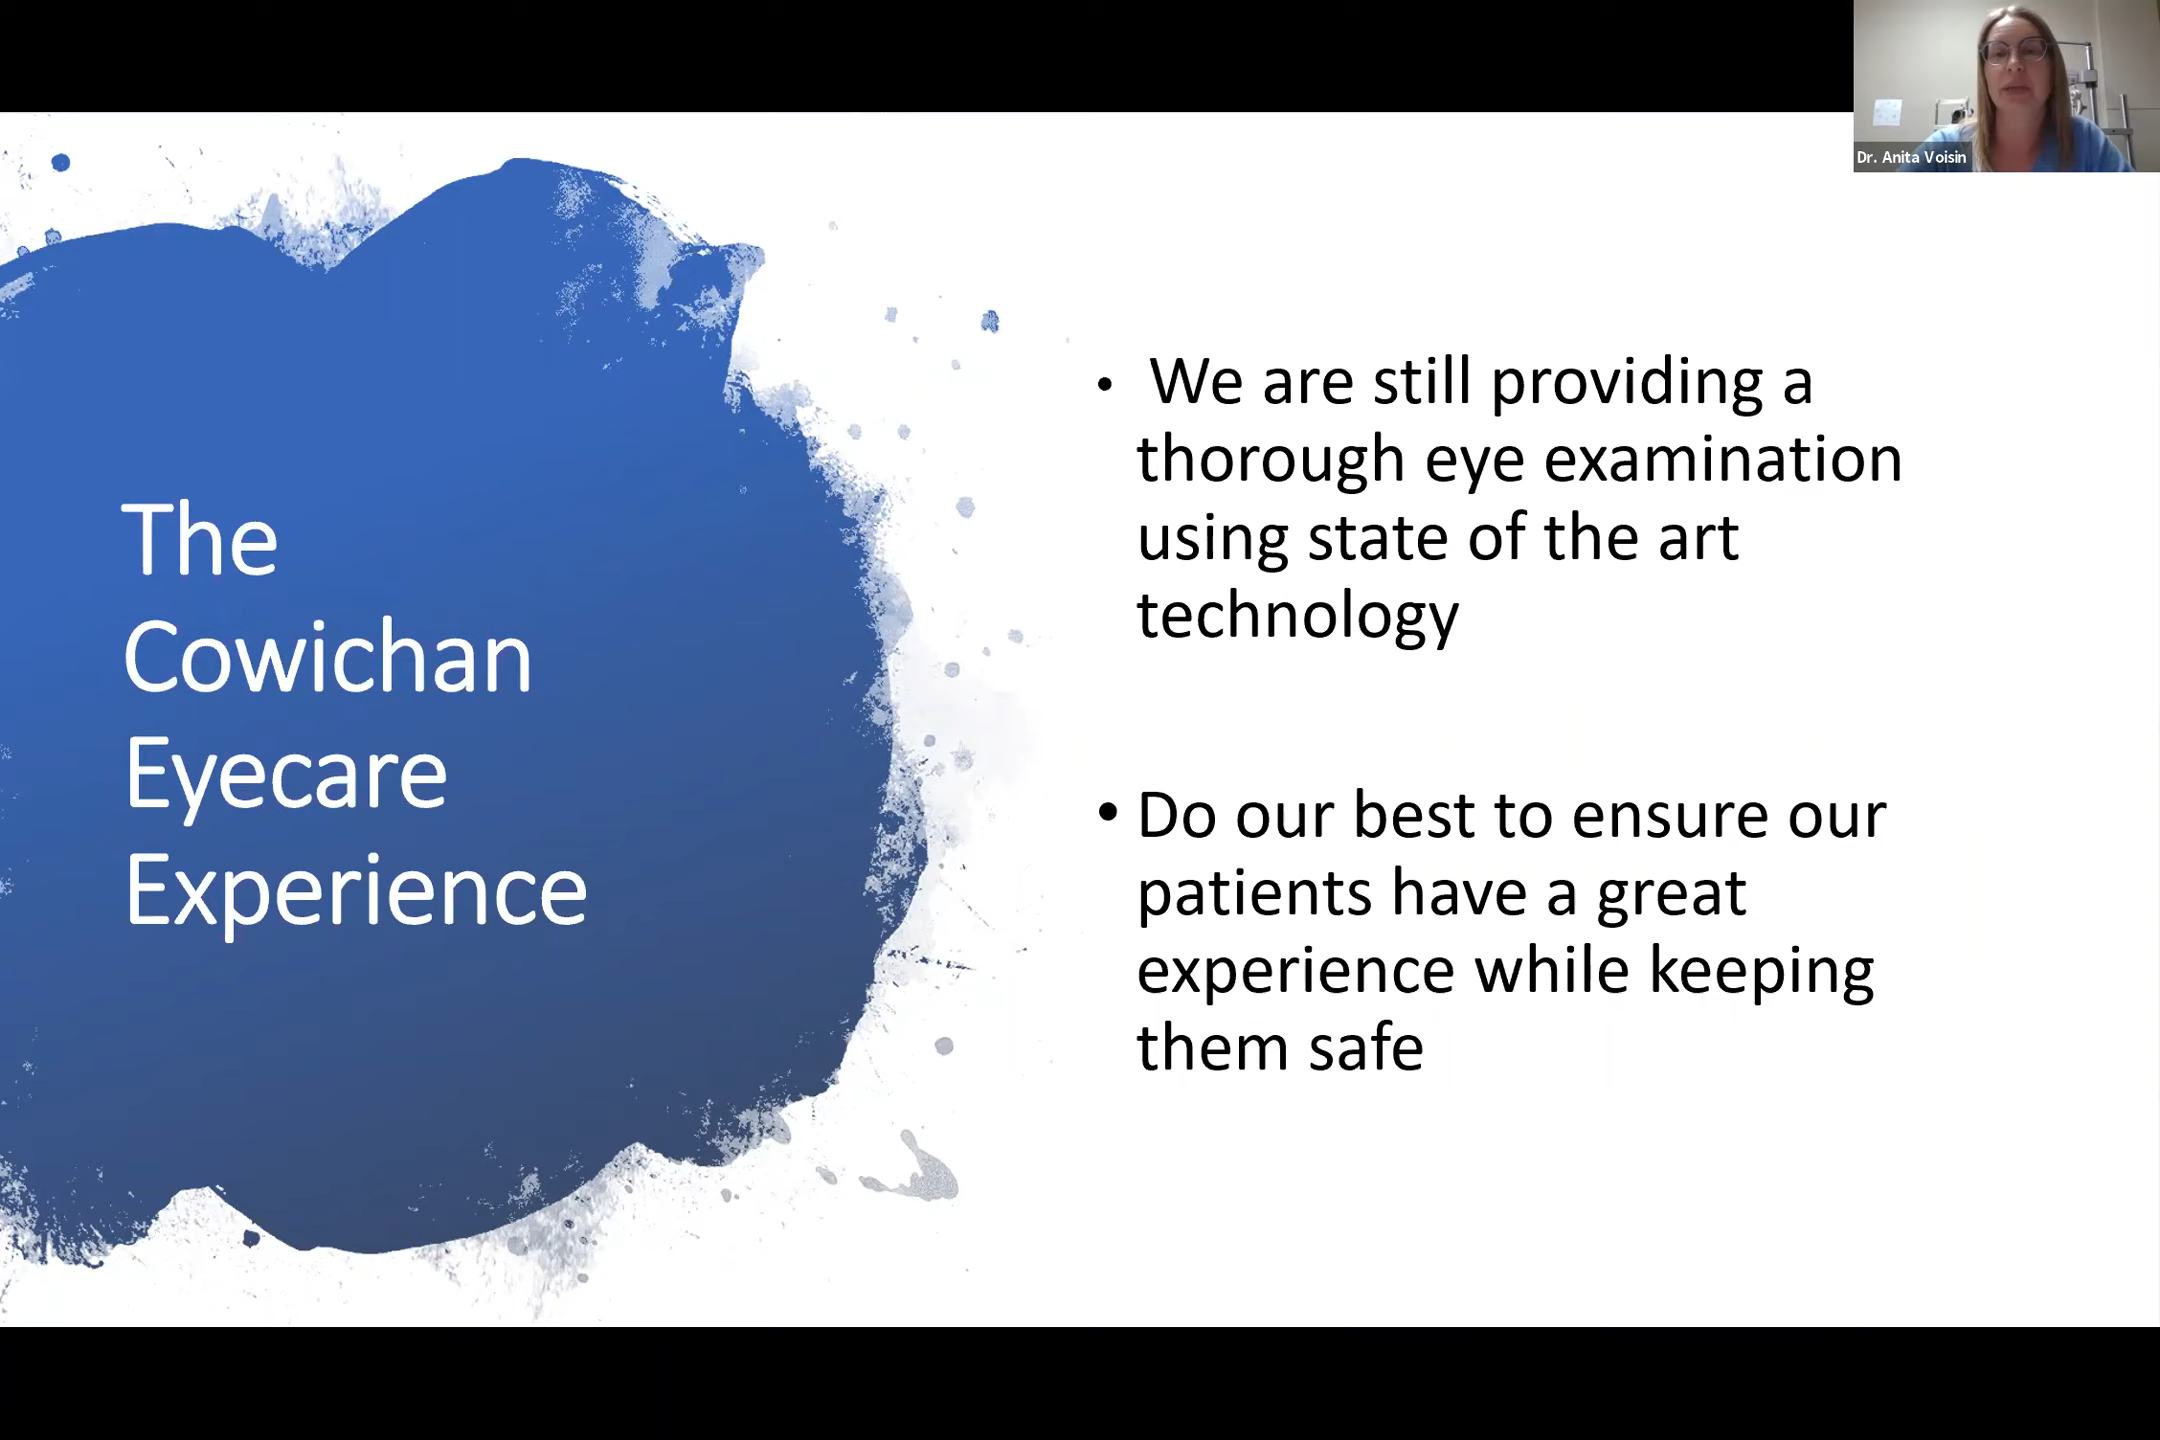 Dr. Anita Voisin
The
Cowichan
Eyecare
Experience
• We are still providing a
thorough eye examination
using state of the art
technology
• Do our best to ensure our
patients have a great
experience while keeping
them safe